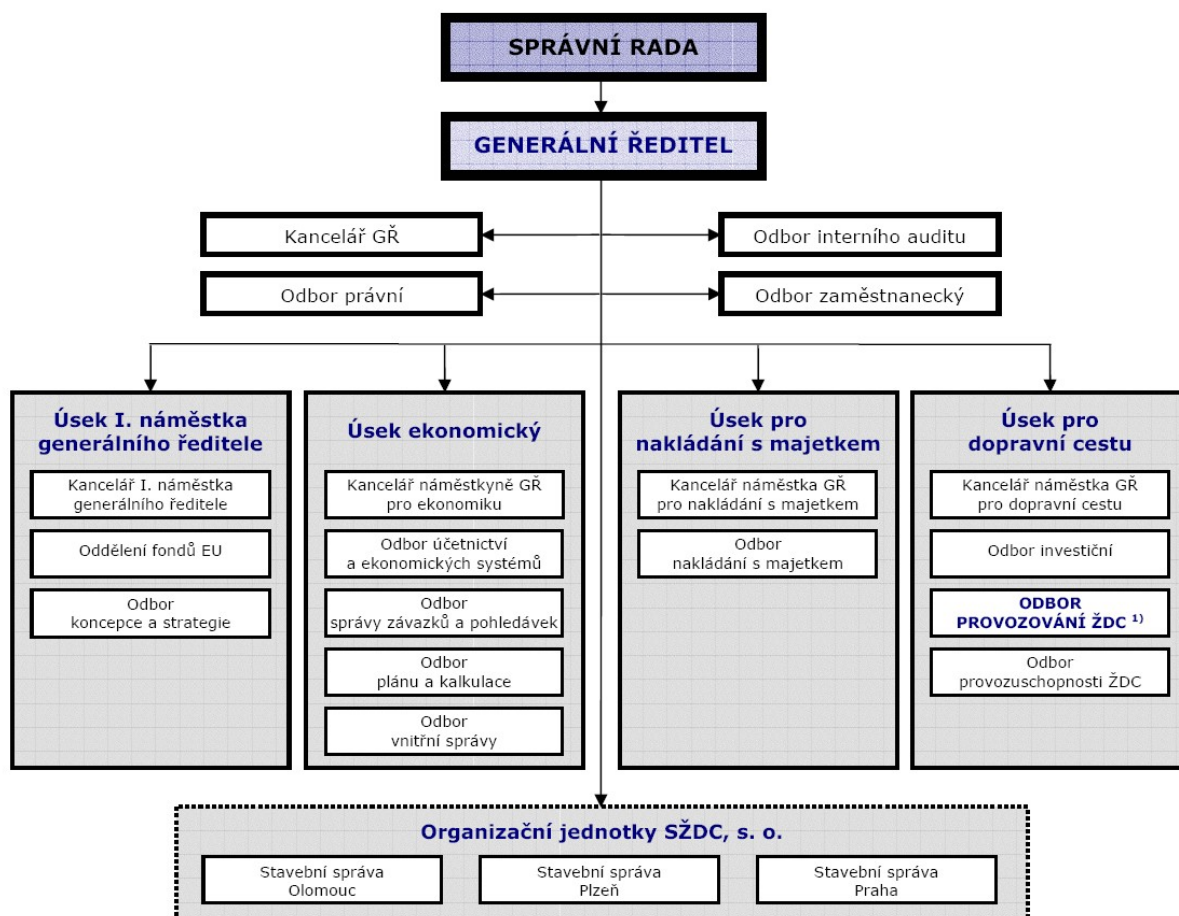 SPRÁVNÍ RADA
GENERÁLNÍ ŘEDITEL
Kancelář GŘ
Odbor interního auditu
Odbor právní
Odbor zaměstnanecký
Úsek I. náměstka
generálního ředitele
Kancelář I. náměstka
generálního ředitele
Oddělení fondů EU
Odbor
koncepce a strategie
Úsek ekonomický
Kancelář náměstkyně GŘ
pro ekonomiku
Odbor účetnictví
a ekonomických systémů
Odbor
správy závazků a pohledávek
Odbor
plánu a kalkulace
Odbor
vnitřní správy
Úsek pro
nakládání s majetkem
Kancelář náměstka GŘ
pro nakládání s majetkem
Odbor
nakládání s majetkem
Úsek pro
dopravní cestu
Kancelář náměstka GŘ
pro dopravní cestu
Odbor investiční
ODBOR
PROVOZOVÁNÍ ŽDC ¹⁾
Odbor
provozuschopnosti ŽDC
Organizační jednotky SŽDC, s. o.
Stavební správa
Olomouc
Stavební správa
Plzeň
Stavební správa
Praha